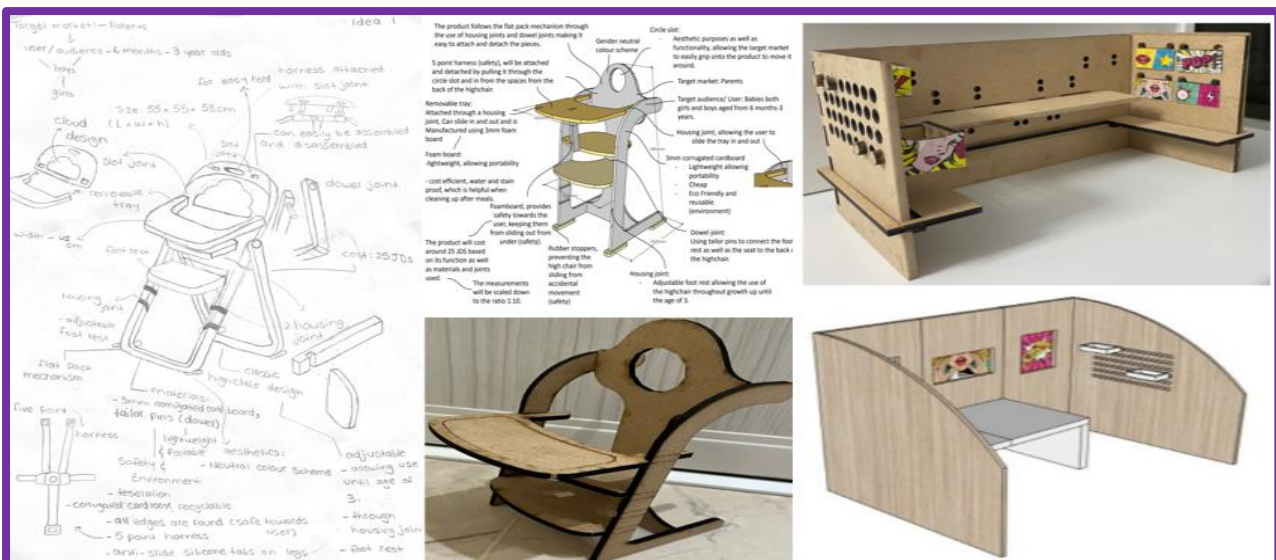 Target market:- Parents
Idea 1
user/audience - 6 months - 3 year olds
boys
&
girls
for easy hold
harness attached
with slot joint
Size: 55 x 55 x 58cm
(L x w x h)
can easily be assembled
and disassembled
cloud
design
slot joint
slot
joint
removable
tray
dowel joint
width - 42
cm
foot rest
cost: 25 JDs
housing
joint
- adjustable
foot rest
housing
joint
flat pack
mechanism
classic
highchair design
materials:
- 3mm corrugated card board,
tailor pins (dowel)
five point
harness
lightweight
&
Portable
aesthetics:
- Neutral colour scheme
adjustable
- allowing use
until age of
3.
- through
housing joint
- foot rest
Safety &
Environment
- teselation
- corrugated card board, recyclable
- all edges are round (safe towards
users)
- 5 point harness
- anti-slide silicone tabs on legs
The product follows the flat pack mechanism through
the use of housing joints and dowel joints making it
easy to attach and detach the pieces.
Gender neutral
colour scheme
Circle slot:
- Aesthetic purposes as well as
functionality, allowing the target market
to easily grip onto the product to move it
around.
5 point harness (safety), will be attached
and detached by pulling it through the
circle slot and in from the spaces from the
back of the highchair
Target market: Parents
Target audience/ User: Babies both
girls and boys aged from 6 months-3
years.
Removable tray:
Attached through a housing
joint, Can slide in and out and is
Manufactured using 3mm foam
board
Housing joint, allowing the user to
slide the tray in and out
Foam board:
-lightweight, allowing portability
- cost efficient, water and stain
proof, which is helpful when
cleaning up after meals.
3mm corrugated cardboard
- Lightweight allowing
portability
- Cheap
- Eco Friendly and
reusable
(environment)
Foamboard, provides
safety towards the
user, keeping them
from sliding out from
under (safety).
Dowel joint:
Using tailor pins to connect the foot
rest as well as the seat to the back
the highchair.
The product will cost
around 25 JDS based
on its function as well
as materials and joints
used.
Rubber stoppers,
preventing the
high chair from
sliding from
accidental
movement
(safety)
Housing joint:
- Adjustable foot rest allowing the use of
the highchair throughout growth up until
the age of 3.
The measurements
will be scaled down
to the ratio 1:10.
POP!